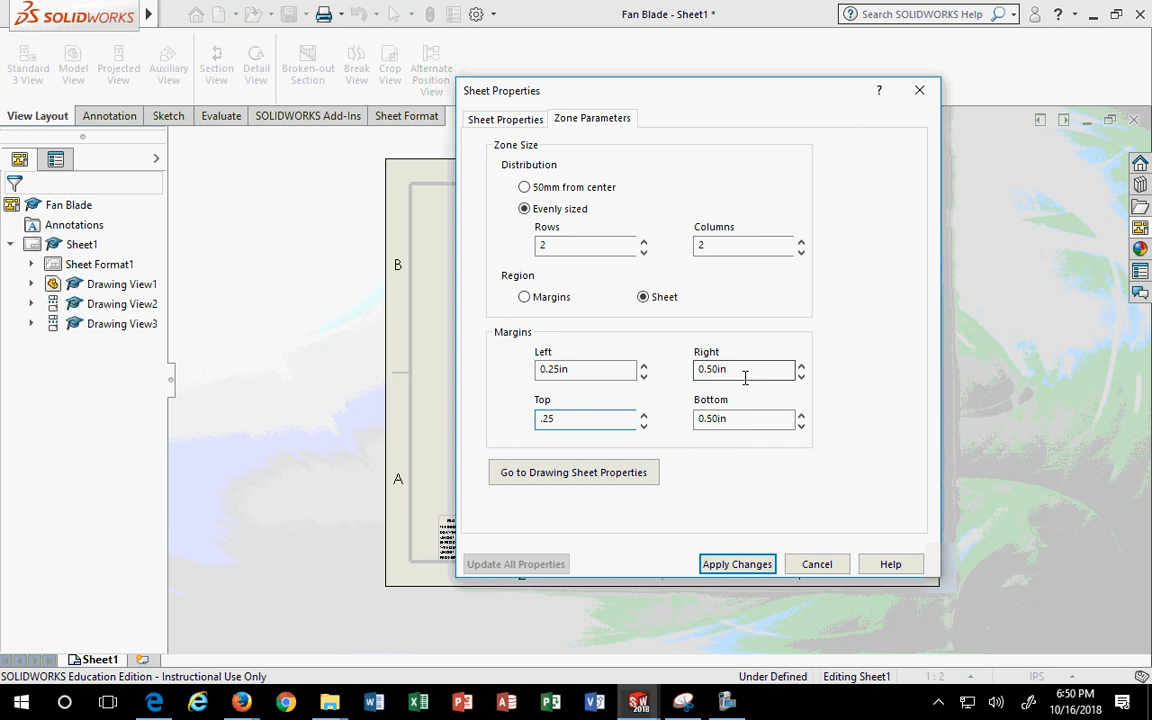 SOLIDWORKS
Fan Blade - Sheet1 *
Search SOLIDWORKS Help
?
Standard 3 View
Model View
Projected View
Auxiliary View
Section View
Detail View
Broken-out Section
Break View
Crop View
Alternate Position View
View Layout
Annotation
Sketch
Evaluate
SOLIDWORKS Add-Ins
Sheet Format
Fan Blade
Annotations
Sheet1
Sheet Format1
Drawing View1
Drawing View2
Drawing View3
B
A
Sheet Properties
?
Sheet Properties
Zone Parameters
Zone Size
Distribution
50mm from center
Evenly sized
Rows
Columns
2
2
Region
Margins
Sheet
Margins
Left
Right
0.25in
0.50in
Top
Bottom
.25
0.50in
Go to Drawing Sheet Properties
Update All Properties
Apply Changes
Cancel
Help
Sheet1
SOLIDWORKS Education Edition - Instructional Use Only
Under Defined
Editing Sheet1
1 : 2
IPS
6:50 PM
10/16/2018